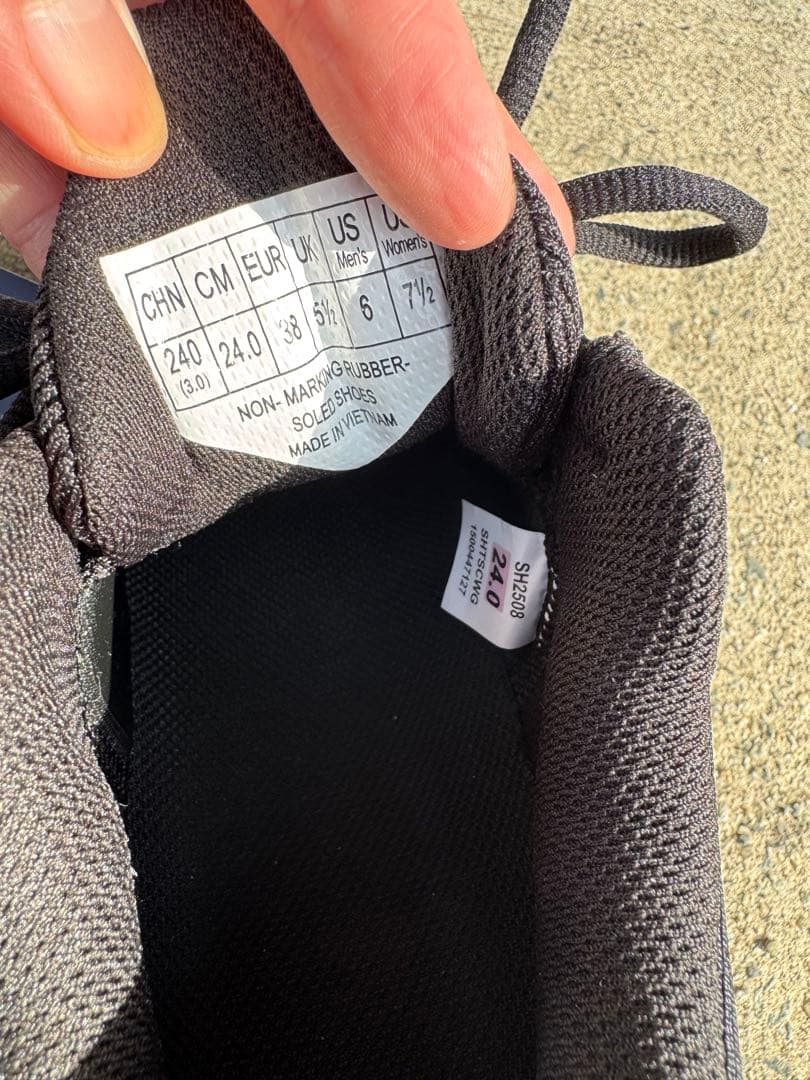 CHN CM EUR UK US Men's US Women's
240 (3.0) 24.0 38 5½ 6 7½
NON- MARKING RUBBER-
SOLED SHOES
MADE IN VIETNAM
SH2508
24.0
SHTSCWG
1500447127